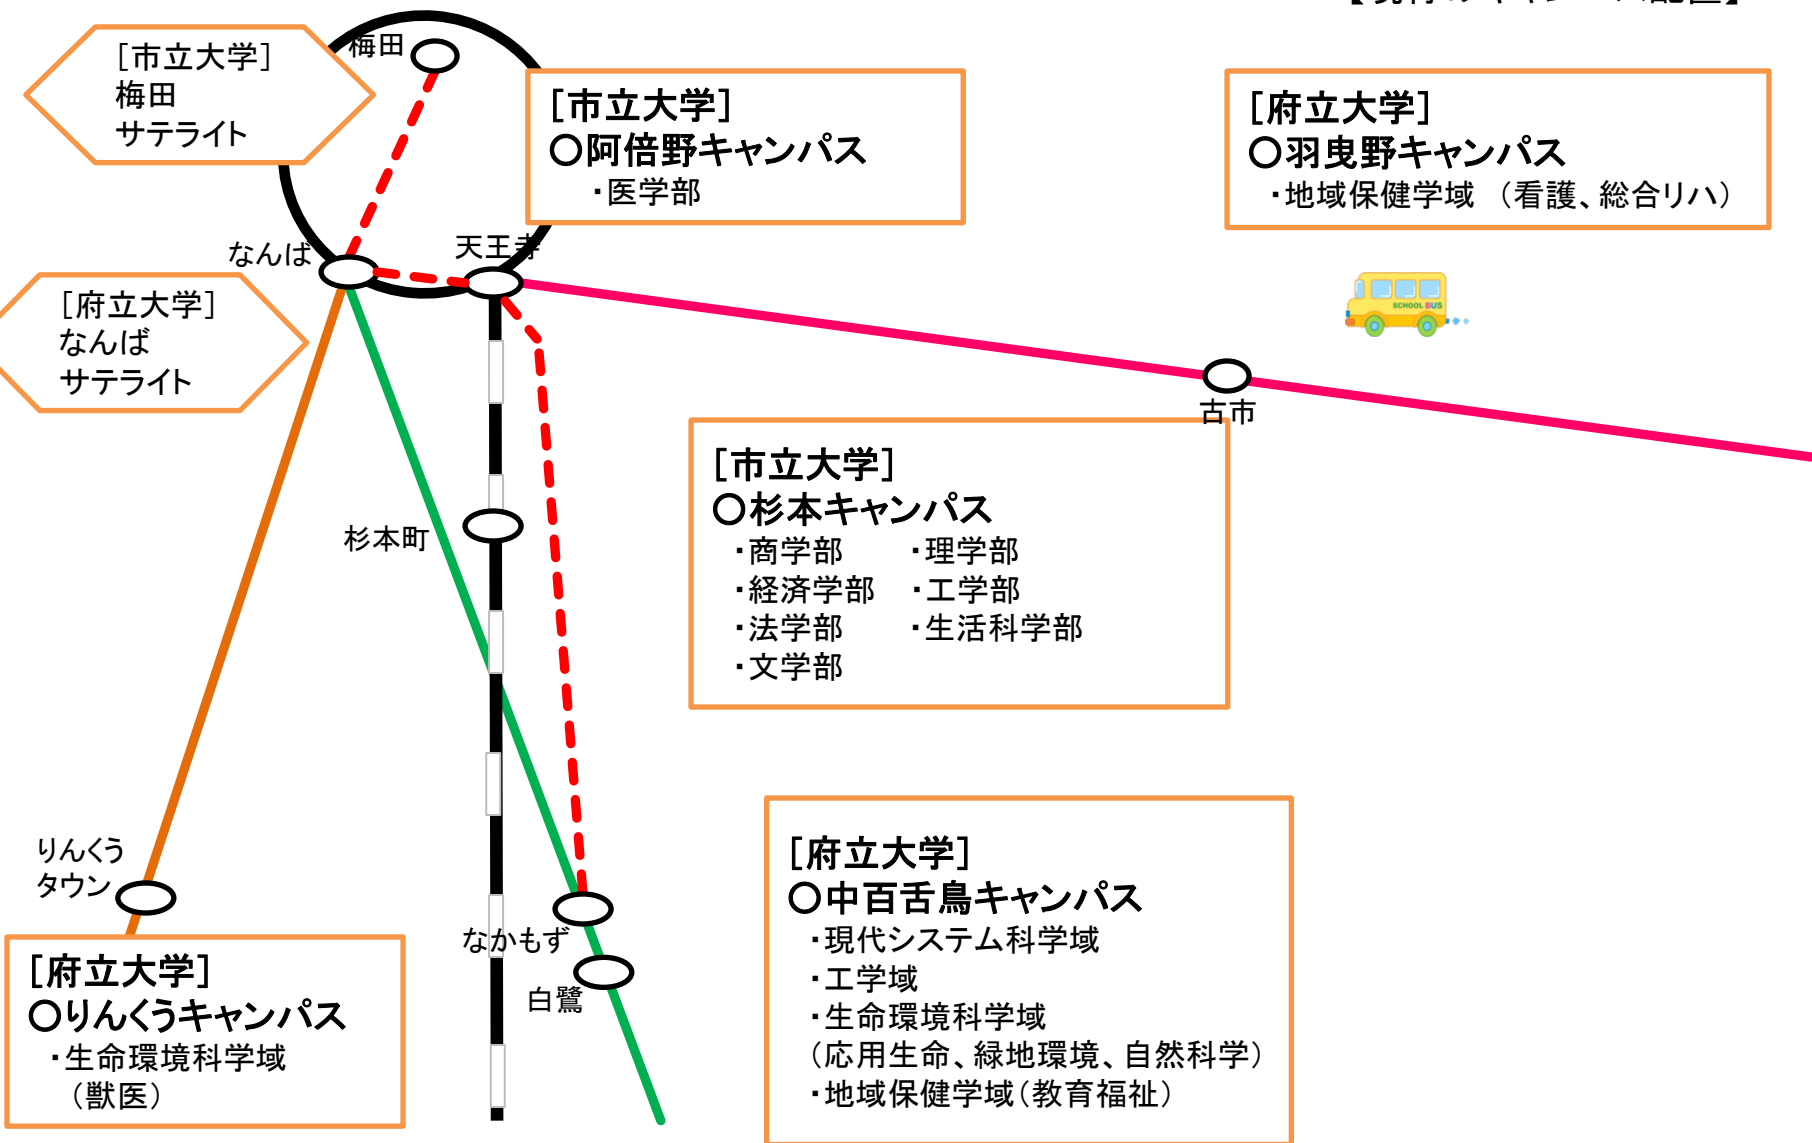 梅田
[市立大学]
梅田
サテライト
[市立大学]
○阿倍野キャンパス
・医学部
[府立大学]
○羽曳野キャンパス
・地域保健学域 (看護、総合リハ)
なんば
天王寺
[府立大学]
なんば
サテライト
SCHOOL BUS
古市
[市立大学]
○杉本キャンパス
・商学部 ・理学部
・経済学部 ・工学部
・法学部 ・生活科学部
・文学部
杉本町
りんくう
タウン
なかもず
白鷺
[府立大学]
○りんくうキャンパス
・生命環境科学域
(獣医)
[府立大学]
○中百舌鳥キャンパス
・現代システム科学域
・工学域
・生命環境科学域
(応用生命、緑地環境、自然科学)
・地域保健学域(教育福祉)